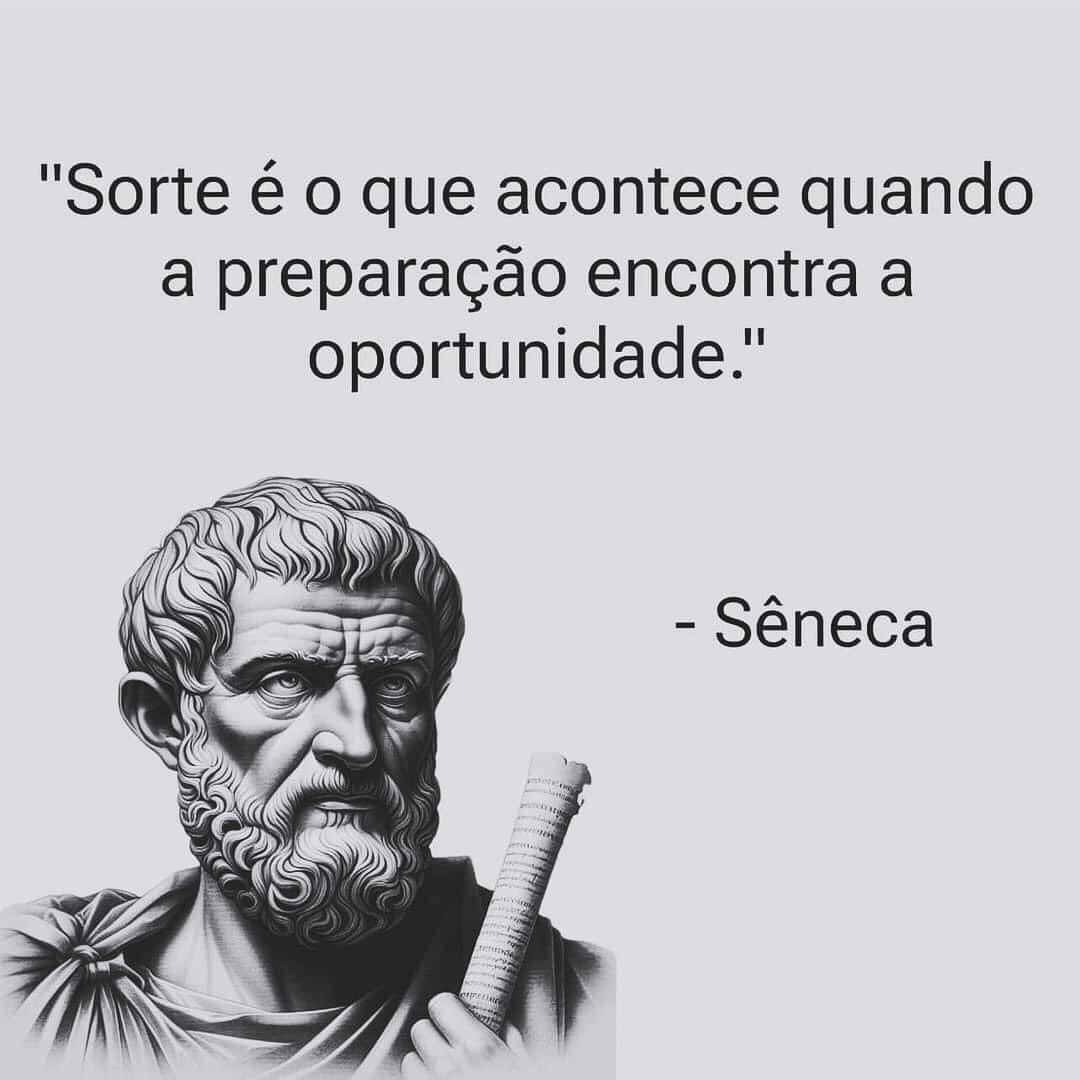 "Sorte é o que acontece quando
a preparação encontra a
oportunidade."
- Sêneca